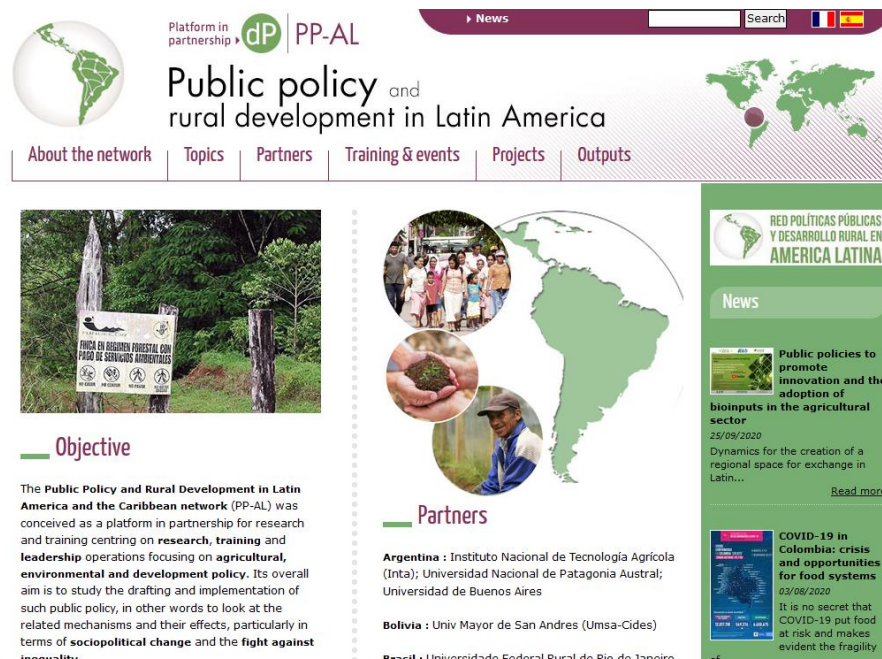 Platform in
partnership
dP
PP-AL
News
Search
Public policy and
rural development in Latin America
About the network
Topics
Partners
Training & events
Projects
Outputs
FINCA EN REGIMEN FORESTAL CON
PAGO DE SERVICIOS AMBIENTALES
Objective
The Public Policy and Rural Development in Latin
America and the Caribbean network (PP-AL) was
conceived as a platform in partnership for research
and training centring on research, training and
leadership operations focusing on agricultural,
environmental and development policy. Its overall
aim is to study the drafting and implementation of
such public policy, in other words to look at the
related mechanisms and their effects, particularly in
terms of sociopolitical change and the fight against
inequality.
Partners
Argentina : Instituto Nacional de Tecnología Agrícola
(Inta); Universidad Nacional de Patagonia Austral;
Universidad de Buenos Aires
Bolivia : Univ Mayor de San Andres (Umsa-Cides)
Brasil : Universidade Federal Rural do Rio de Janeiro
RED POLÍTICAS PÚBLICAS
Y DESARROLLO RURAL EN
AMERICA LATINA
News
Public policies to
promote
innovation and the
adoption of
bioinputs in the agricultural
sector
25/09/2020
Dynamics for the creation of a
regional space for exchange in
Latin...
Read more
COVID-19 in
Colombia: crisis
and opportunities
for food systems
03/08/2020
It is no secret that
COVID-19 put food
at risk and makes
evident the fragility
of